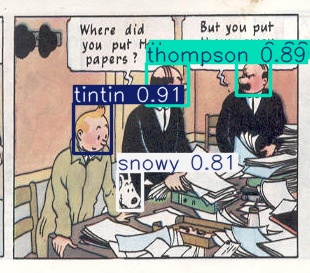 Where did
you put
papers?
But you put
thompson 0.89
tintin 0.91
snowy 0.81